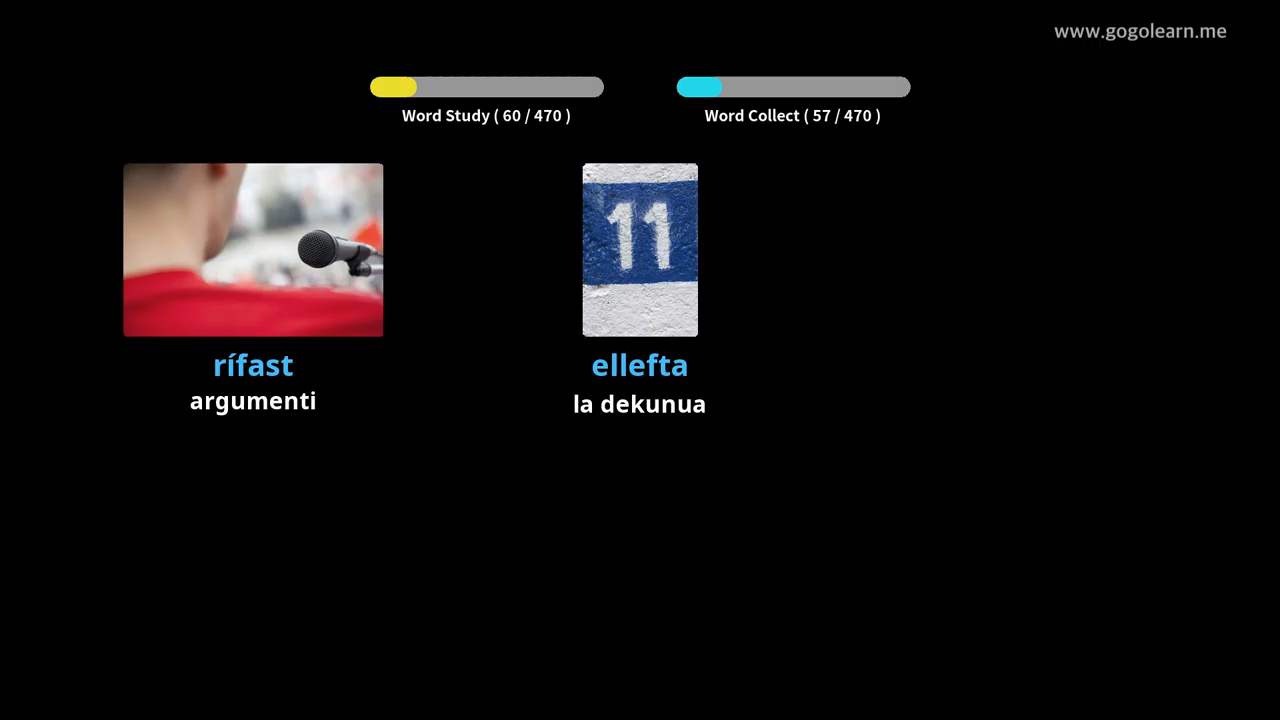 www.gogolearn.me
Word Study ( 60 / 470 )
Word Collect ( 57 / 470 )
11
rífast
ellefta
argumenti
la dekunua